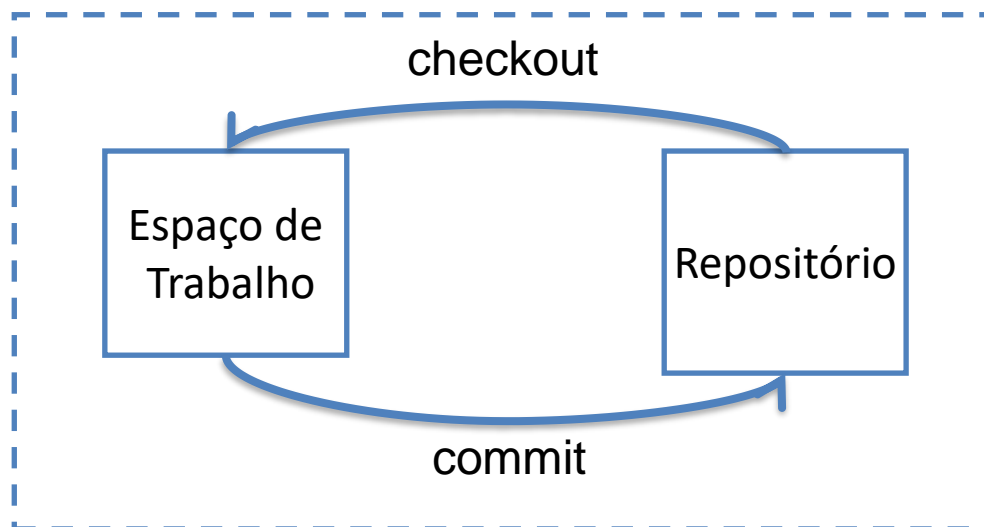 checkout
Espaço de
Trabalho
Repositório
commit